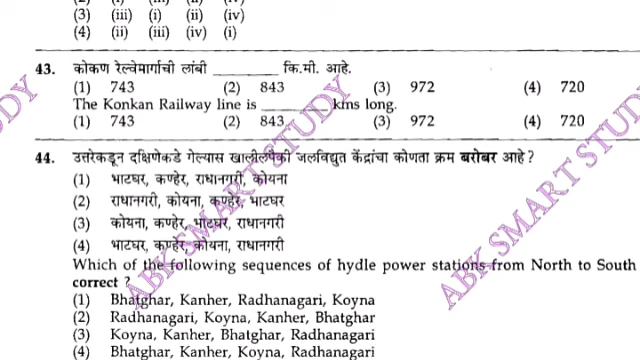 (3) (iii) (i) (ii) (iv)
(4) (ii) (iii) (iv) (i)
43. कोकण रेल्वेमार्गाची लांबी ________ कि.मी. आहे.
(1) 743 (2) 843 (3) 972 (4) 720
The Konkan Railway line is ________ kms long.
(1) 743 (2) 843 (3) 972 (4) 720
44. उत्तरेकडून दक्षिणेकडे गेल्यास खालीलपैकी जलविद्युत केंद्रांचा कोणता क्रम बरोबर आहे ?
(1) भाटघर, कण्हेर, राधानगरी, कोयना
(2) राधानगरी, कोयना, कण्हेर, भाटघर
(3) कोयना, कण्हेर, भाटघर, राधानगरी
(4) भाटघर, कण्हेर, कोयना, राधानगरी
Which of the following sequences of hydle power stations from North to South
correct ?
(1) Bhatghar, Kanher, Radhanagari, Koyna
(2) Radhanagari, Koyna, Kanher, Bhatghar
(3) Koyna, Kanher, Bhatghar, Radhanagari
(4) Bhatghar, Kanher, Koyna, Radhanagari
ABK SMART STUDY
ABK SMART STUDY
STUDY